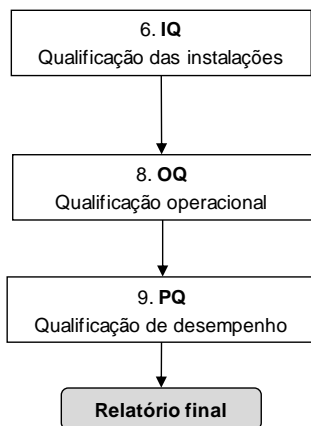 6. IQ
Qualificação das instalações
8. OQ
Qualificação operacional
9. PQ
Qualificação de desempenho
Relatório final